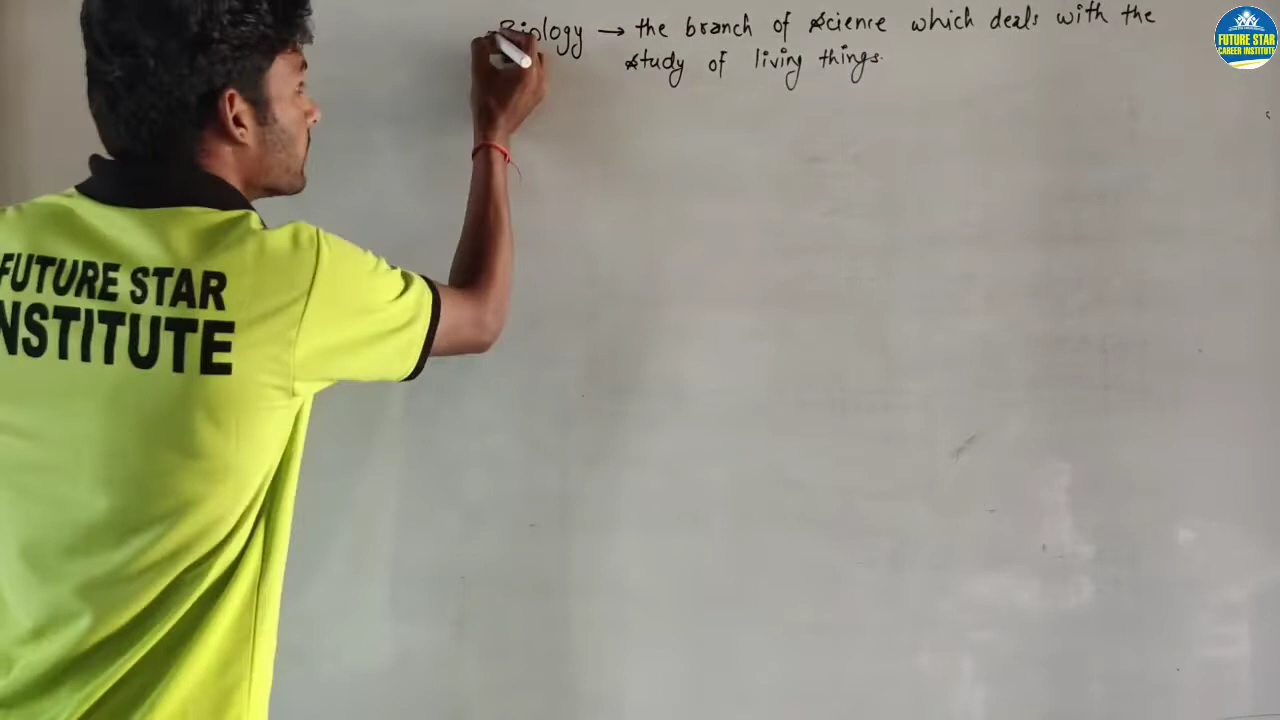 Biology → the branch of science which deals with the
study of living things.
FUTURE STAR
CAREER INSTITUTE
FUTURE STAR
NSTITUTE